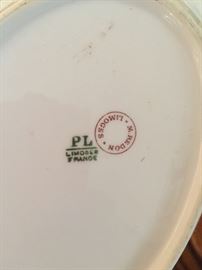 PL
LIMOGES
FRANCE
M. REDON • LIMOGES •